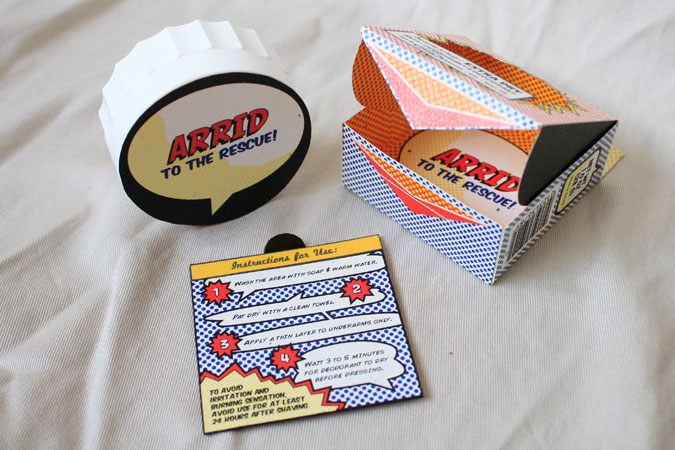 ARRID
TO THE RESCUE!
ARRID
TO THE RESCUE!
Instructions for Use:
1 WASH THE AREA WITH SOAP & WARM WATER.
PAT DRY WITH A CLEAN TOWEL. 2
3 APPLY A THIN LAYER TO UNDERARMS ONLY.
4 WAIT 3 TO 5 MINUTES
FOR DEODORANT TO DRY
BEFORE DRESSING.
TO AVOID
IRRITATION AND
BURNING SENSATION,
AVOID USE FOR AT LEAST
24 HOURS AFTER SHAVING.